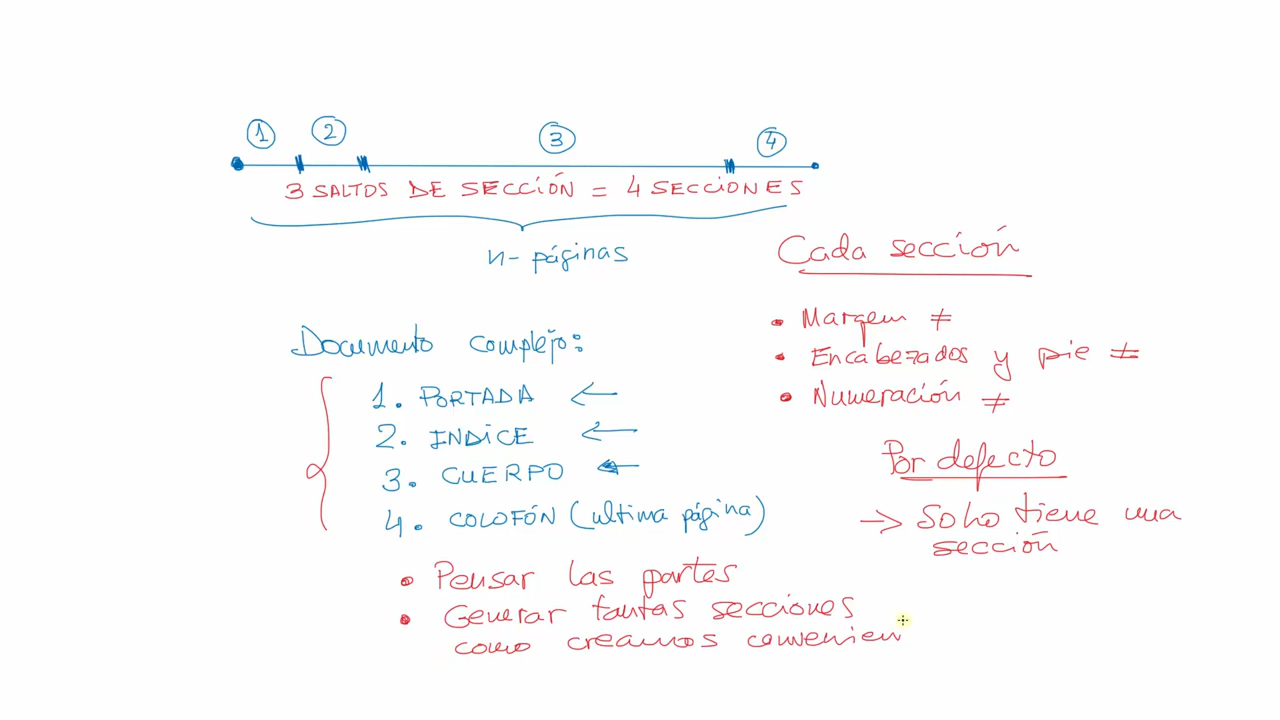 1 2 3 4
3 SALTOS DE SECCIÓN = 4 SECCIONES
n- páginas
Documento complejo:
1. PORTADA ←
2. INDICE ←
3. CUERPO ←
4. COLOFÓN (ultima página)
• Pensar las partes
• Generar tantas secciones
como creamos convenien
Cada sección
• Margem ≠
• Encabezados y pie ≠
• Numeración ≠
Por defecto
→ Solo tiene una
sección